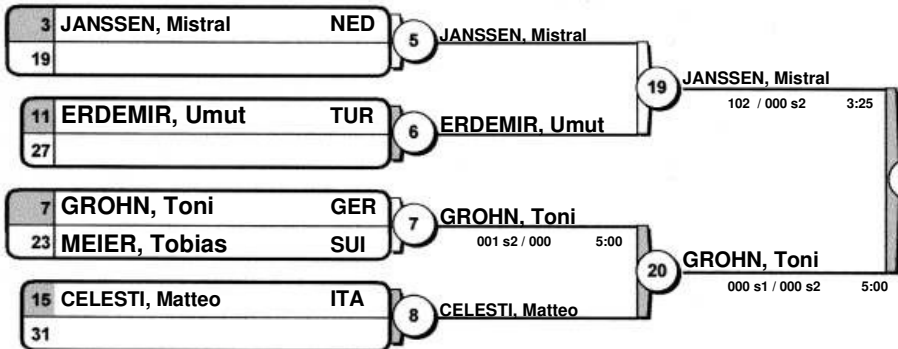 3 JANSSEN, Mistral NED
19
5 JANSSEN, Mistral
11 ERDEMIR, Umut TUR
27
6 ERDEMIR, Umut
19 JANSSEN, Mistral
102 / 000 s2 3:25
7 GROHN, Toni GER
23 MEIER, Tobias SUI
7 GROHN, Toni
001 s2 / 000 5:00
15 CELESTI, Matteo ITA
31
8 CELESTI, Matteo
20 GROHN, Toni
000 s1 / 000 s2 5:00